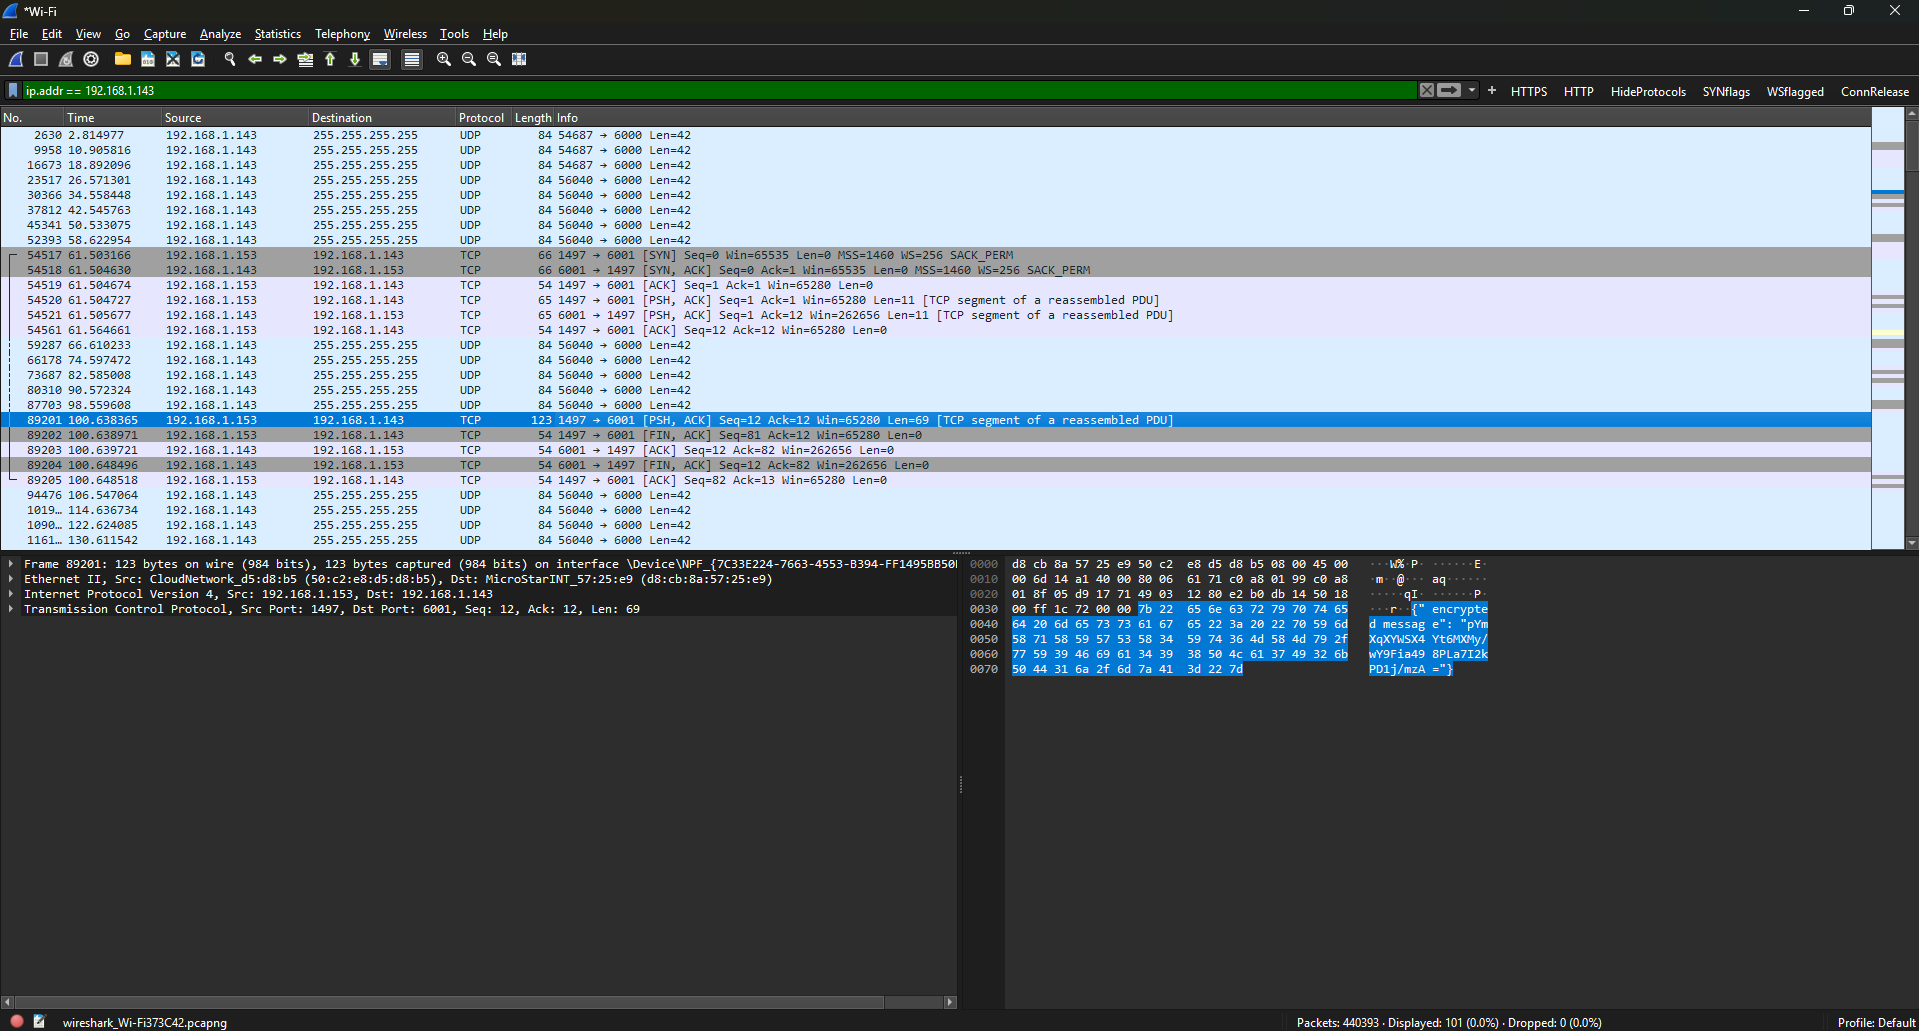 *Wi-Fi
File Edit View Go Capture Analyze Statistics Telephony Wireless Tools Help
ip.addr == 192.168.1.143
+ HTTPS HTTP HideProtocols SYNflags WSflagged ConnRelease
No. Time Source Destination Protocol Length Info
2630 2.814977 192.168.1.143 255.255.255.255 UDP 84 54687 → 6000 Len=42
9958 10.905816 192.168.1.143 255.255.255.255 UDP 84 54687 → 6000 Len=42
16673 18.892096 192.168.1.143 255.255.255.255 UDP 84 54687 → 6000 Len=42
23517 26.571301 192.168.1.143 255.255.255.255 UDP 84 56040 → 6000 Len=42
30366 34.558448 192.168.1.143 255.255.255.255 UDP 84 56040 → 6000 Len=42
37812 42.545763 192.168.1.143 255.255.255.255 UDP 84 56040 → 6000 Len=42
45341 50.533075 192.168.1.143 255.255.255.255 UDP 84 56040 → 6000 Len=42
52393 58.622954 192.168.1.143 255.255.255.255 UDP 84 56040 → 6000 Len=42
54517 61.503166 192.168.1.153 192.168.1.143 TCP 66 1497 → 6001 [SYN] Seq=0 Win=65535 Len=0 MSS=1460 WS=256 SACK_PERM
54518 61.504630 192.168.1.143 192.168.1.153 TCP 66 6001 → 1497 [SYN, ACK] Seq=0 Ack=1 Win=65535 Len=0 MSS=1460 WS=256 SACK_PERM
54519 61.504674 192.168.1.153 192.168.1.143 TCP 54 1497 → 6001 [ACK] Seq=1 Ack=1 Win=65280 Len=0
54520 61.504727 192.168.1.153 192.168.1.143 TCP 65 1497 → 6001 [PSH, ACK] Seq=1 Ack=1 Win=65280 Len=11 [TCP segment of a reassembled PDU]
54521 61.505677 192.168.1.143 192.168.1.153 TCP 65 6001 → 1497 [PSH, ACK] Seq=1 Ack=12 Win=262656 Len=11 [TCP segment of a reassembled PDU]
54561 61.564661 192.168.1.153 192.168.1.143 TCP 54 1497 → 6001 [ACK] Seq=12 Ack=12 Win=65280 Len=0
59287 66.610233 192.168.1.143 255.255.255.255 UDP 84 56040 → 6000 Len=42
66178 74.597472 192.168.1.143 255.255.255.255 UDP 84 56040 → 6000 Len=42
73687 82.585008 192.168.1.143 255.255.255.255 UDP 84 56040 → 6000 Len=42
80310 90.572324 192.168.1.143 255.255.255.255 UDP 84 56040 → 6000 Len=42
87703 98.559608 192.168.1.143 255.255.255.255 UDP 84 56040 → 6000 Len=42
89201 100.638365 192.168.1.153 192.168.1.143 TCP 123 1497 → 6001 [PSH, ACK] Seq=12 Ack=12 Win=65280 Len=69 [TCP segment of a reassembled PDU]
89202 100.638971 192.168.1.153 192.168.1.143 TCP 54 1497 → 6001 [FIN, ACK] Seq=81 Ack=12 Win=65280 Len=0
89203 100.639721 192.168.1.143 192.168.1.153 TCP 54 6001 → 1497 [ACK] Seq=12 Ack=82 Win=262656 Len=0
89204 100.648496 192.168.1.143 192.168.1.153 TCP 54 6001 → 1497 [FIN, ACK] Seq=12 Ack=82 Win=262656 Len=0
89205 100.648518 192.168.1.153 192.168.1.143 TCP 54 1497 → 6001 [ACK] Seq=82 Ack=13 Win=65280 Len=0
94476 106.547064 192.168.1.143 255.255.255.255 UDP 84 56040 → 6000 Len=42
1019… 114.636734 192.168.1.143 255.255.255.255 UDP 84 56040 → 6000 Len=42
1090… 122.624085 192.168.1.143 255.255.255.255 UDP 84 56040 → 6000 Len=42
1161… 130.611542 192.168.1.143 255.255.255.255 UDP 84 56040 → 6000 Len=42
Frame 89201: 123 bytes on wire (984 bits), 123 bytes captured (984 bits) on interface \Device\NPF_{7C33E224-7663-4553-B394-FF1495BB50
Ethernet II, Src: CloudNetwork_d5:d8:b5 (50:c2:e8:d5:d8:b5), Dst: MicroStarINT_57:25:e9 (d8:cb:8a:57:25:e9)
Internet Protocol Version 4, Src: 192.168.1.153, Dst: 192.168.1.143
Transmission Control Protocol, Src Port: 1497, Dst Port: 6001, Seq: 12, Ack: 12, Len: 69
0000 d8 cb 8a 57 25 e9 50 c2 e8 d5 d8 b5 08 00 45 00 ···W%·P· ······E·
0010 00 6d 14 a1 40 00 80 06 61 71 c0 a8 01 99 c0 a8 ·m··@··· aq······
0020 01 8f 05 d9 17 71 49 03 12 80 e2 b0 db 14 50 18 ·····qI· ······P·
0030 00 ff 1c 72 00 00 7b 22 65 6e 63 72 79 70 74 65 ···r··{" encrypte
0040 64 20 6d 65 73 73 61 67 65 22 3a 20 22 70 59 6d d messag e": "pYm
0050 58 71 58 59 57 53 58 34 59 74 36 4d 58 4d 79 2f XqXYWSX4 Yt6MXMy/
0060 77 59 39 46 69 61 34 39 38 50 4c 61 37 49 32 6b wY9Fia49 8PLa7I2k
0070 50 44 31 6a 2f 6d 7a 41 3d 22 7d PD1j/mzA ="}
wireshark_Wi-Fi373C42.pcapng
Packets: 440393 · Displayed: 101 (0.0%) · Dropped: 0 (0.0%)
Profile: Default